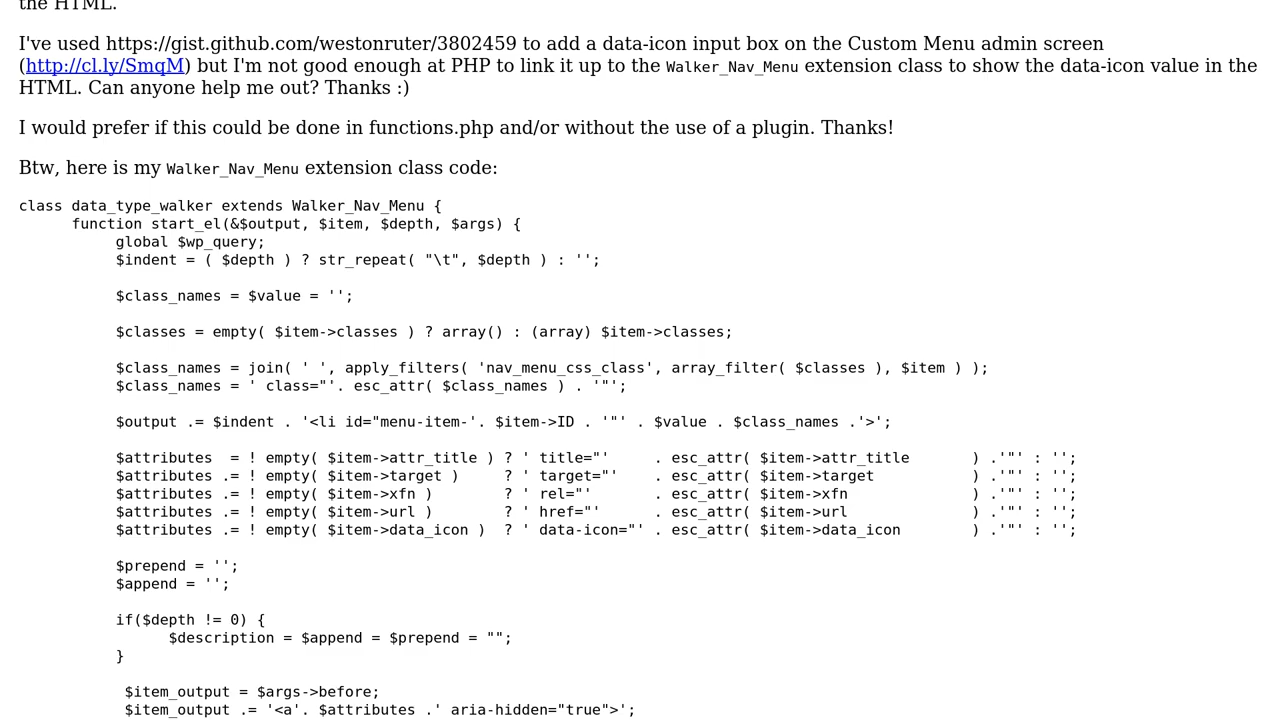 the HTML.
I've used https://gist.github.com/westonruter/3802459 to add a data-icon input box on the Custom Menu admin screen
(http://cl.ly/SmqM) but I'm not good enough at PHP to link it up to the Walker_Nav_Menu extension class to show the data-icon value in the
HTML. Can anyone help me out? Thanks :)
I would prefer if this could be done in functions.php and/or without the use of a plugin. Thanks!
Btw, here is my Walker_Nav_Menu extension class code:
class data_type_walker extends Walker_Nav_Menu {
      function start_el(&$output, $item, $depth, $args) {
           global $wp_query;
           $indent = ( $depth ) ? str_repeat( "\t", $depth ) : '';
           $class_names = $value = '';
           $classes = empty( $item->classes ) ? array() : (array) $item->classes;
           $class_names = join( ' ', apply_filters( 'nav_menu_css_class', array_filter( $classes ), $item ) );
           $class_names = ' class="'. esc_attr( $class_names ) . '"';
           $output .= $indent . '<li id="menu-item-'. $item->ID . '"' . $value . $class_names .'>';
           $attributes  = ! empty( $item->attr_title ) ? ' title="'     . esc_attr( $item->attr_title       ) .'"' : '';
           $attributes .= ! empty( $item->target )     ? ' target="'    . esc_attr( $item->target           ) .'"' : '';
           $attributes .= ! empty( $item->xfn )        ? ' rel="'       . esc_attr( $item->xfn              ) .'"' : '';
           $attributes .= ! empty( $item->url )        ? ' href="'      . esc_attr( $item->url              ) .'"' : '';
           $attributes .= ! empty( $item->data_icon )  ? ' data-icon="' . esc_attr( $item->data_icon        ) .'"' : '';
           $prepend = '';
           $append = '';
           if($depth != 0) {
                 $description = $append = $prepend = "";
           }
            $item_output = $args->before;
            $item_output .= '<a'. $attributes .' aria-hidden="true">';